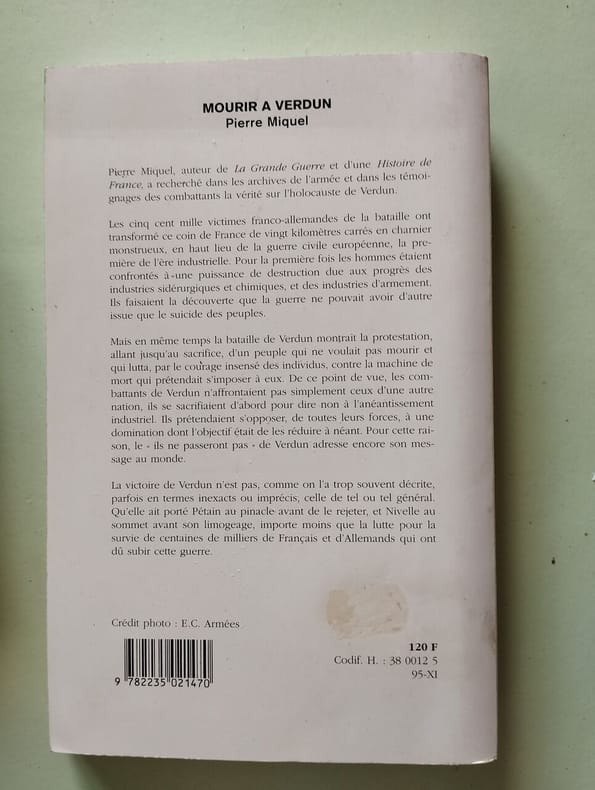 MOURIR A VERDUN
Pierre Miquel
Pierre Miquel, auteur de La Grande Guerre et d'une Histoire de
France, a recherché dans les archives de l'armée et dans les témoi-
gnages des combattants la vérité sur l'holocauste de Verdun.
Les cinq cent mille victimes franco-allemandes de la bataille ont
transformé ce coin de France de vingt kilomètres carrés en charnier
monstrueux, en haut lieu de la guerre civile européenne, la pre-
mière de l'ère industrielle. Pour la première fois les hommes étaient
confrontés à une puissance de destruction due aux progrès des
industries sidérurgiques et chimiques, et des industries d'armement.
Ils faisaient la découverte que la guerre ne pouvait avoir d'autre
issue que le suicide des peuples.
Mais en même temps la bataille de Verdun montrait la protestation,
allant jusqu'au sacrifice, d'un peuple qui ne voulait pas mourir et
qui lutta, par le courage insensé des individus, contre la machine de
mort qui prétendait s'imposer à eux. De ce point de vue, les com-
battants de Verdun n'affrontaient pas simplement ceux d'une autre
nation, ils se sacrifiaient d'abord pour dire non à l'anéantissement
industriel. Ils prétendaient s'opposer, de toutes leurs forces, à une
domination dont l'objectif était de les réduire à néant. Pour cette rai-
son, le « ils ne passeront pas » de Verdun adresse encore son mes-
sage au monde.
La victoire de Verdun n'est pas, comme on l'a trop souvent décrite,
parfois en termes inexacts ou imprécis, celle de tel ou tel général.
Qu'elle ait porté Pétain au pinacle avant de le rejeter, et Nivelle au
sommet avant son limogeage, importe moins que la lutte pour la
survie de centaines de milliers de Français et d'Allemands qui ont
dû subir cette guerre.
Crédit photo : E.C. Armées
120 F
Codif. H. : 38 0012 5
95-XI
9 782235 021470